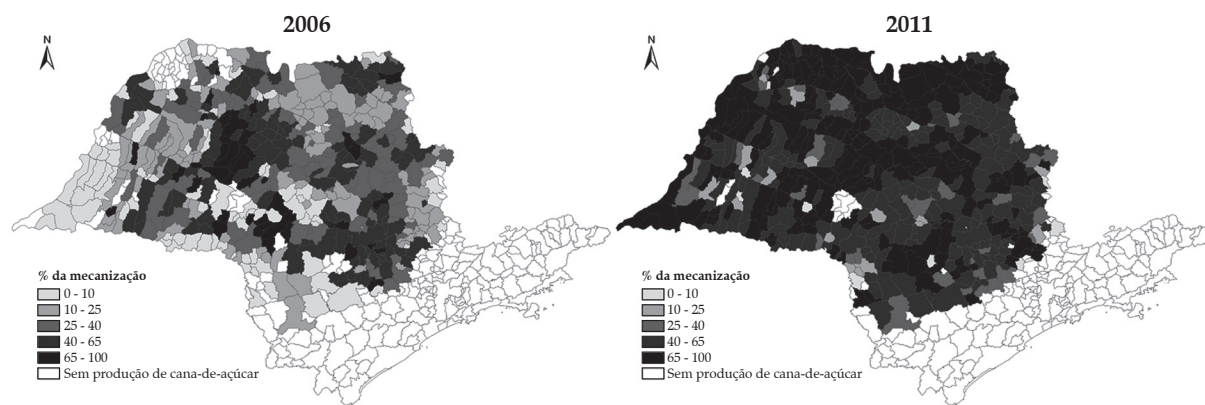 2006
N
% da mecanização
0 - 10
10 - 25
25 - 40
40 - 65
65 - 100
Sem produção de cana-de-açúcar
2011
N
% da mecanização
0 - 10
10 - 25
25 - 40
40 - 65
65 - 100
Sem produção de cana-de-açúcar